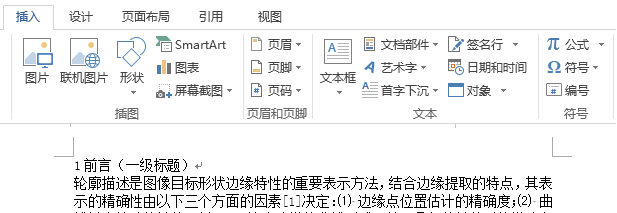 插入 设计 页面布局 引用 视图
图片 联机图片 形状 SmartArt 图表 屏幕截图
插图
页眉 页脚 页码
页眉和页脚
文本框 文档部件 艺术字 首字下沉 签名行 日期和时间 对象
文本
π 公式 Ω 符号 编号
符号
1 前言（一级标题）
轮廓描述是图像目标形状边缘特性的重要表示方法，结合边缘提取的特点，其表
示的精确性由以下三个方面的因素[1]决定:⑴ 边缘点位置估计的精确度;⑵ 曲